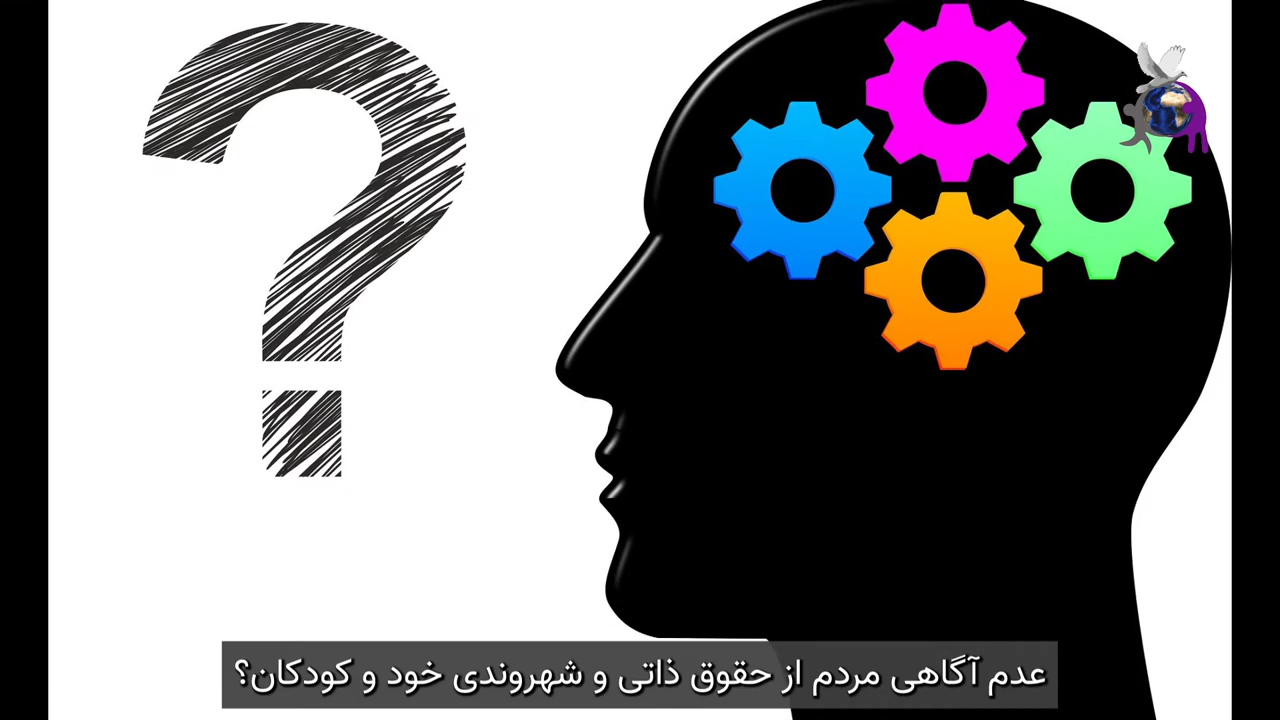 عدم آگاهی مردم از حقوق ذاتی و شهروندی خود و کودکان؟